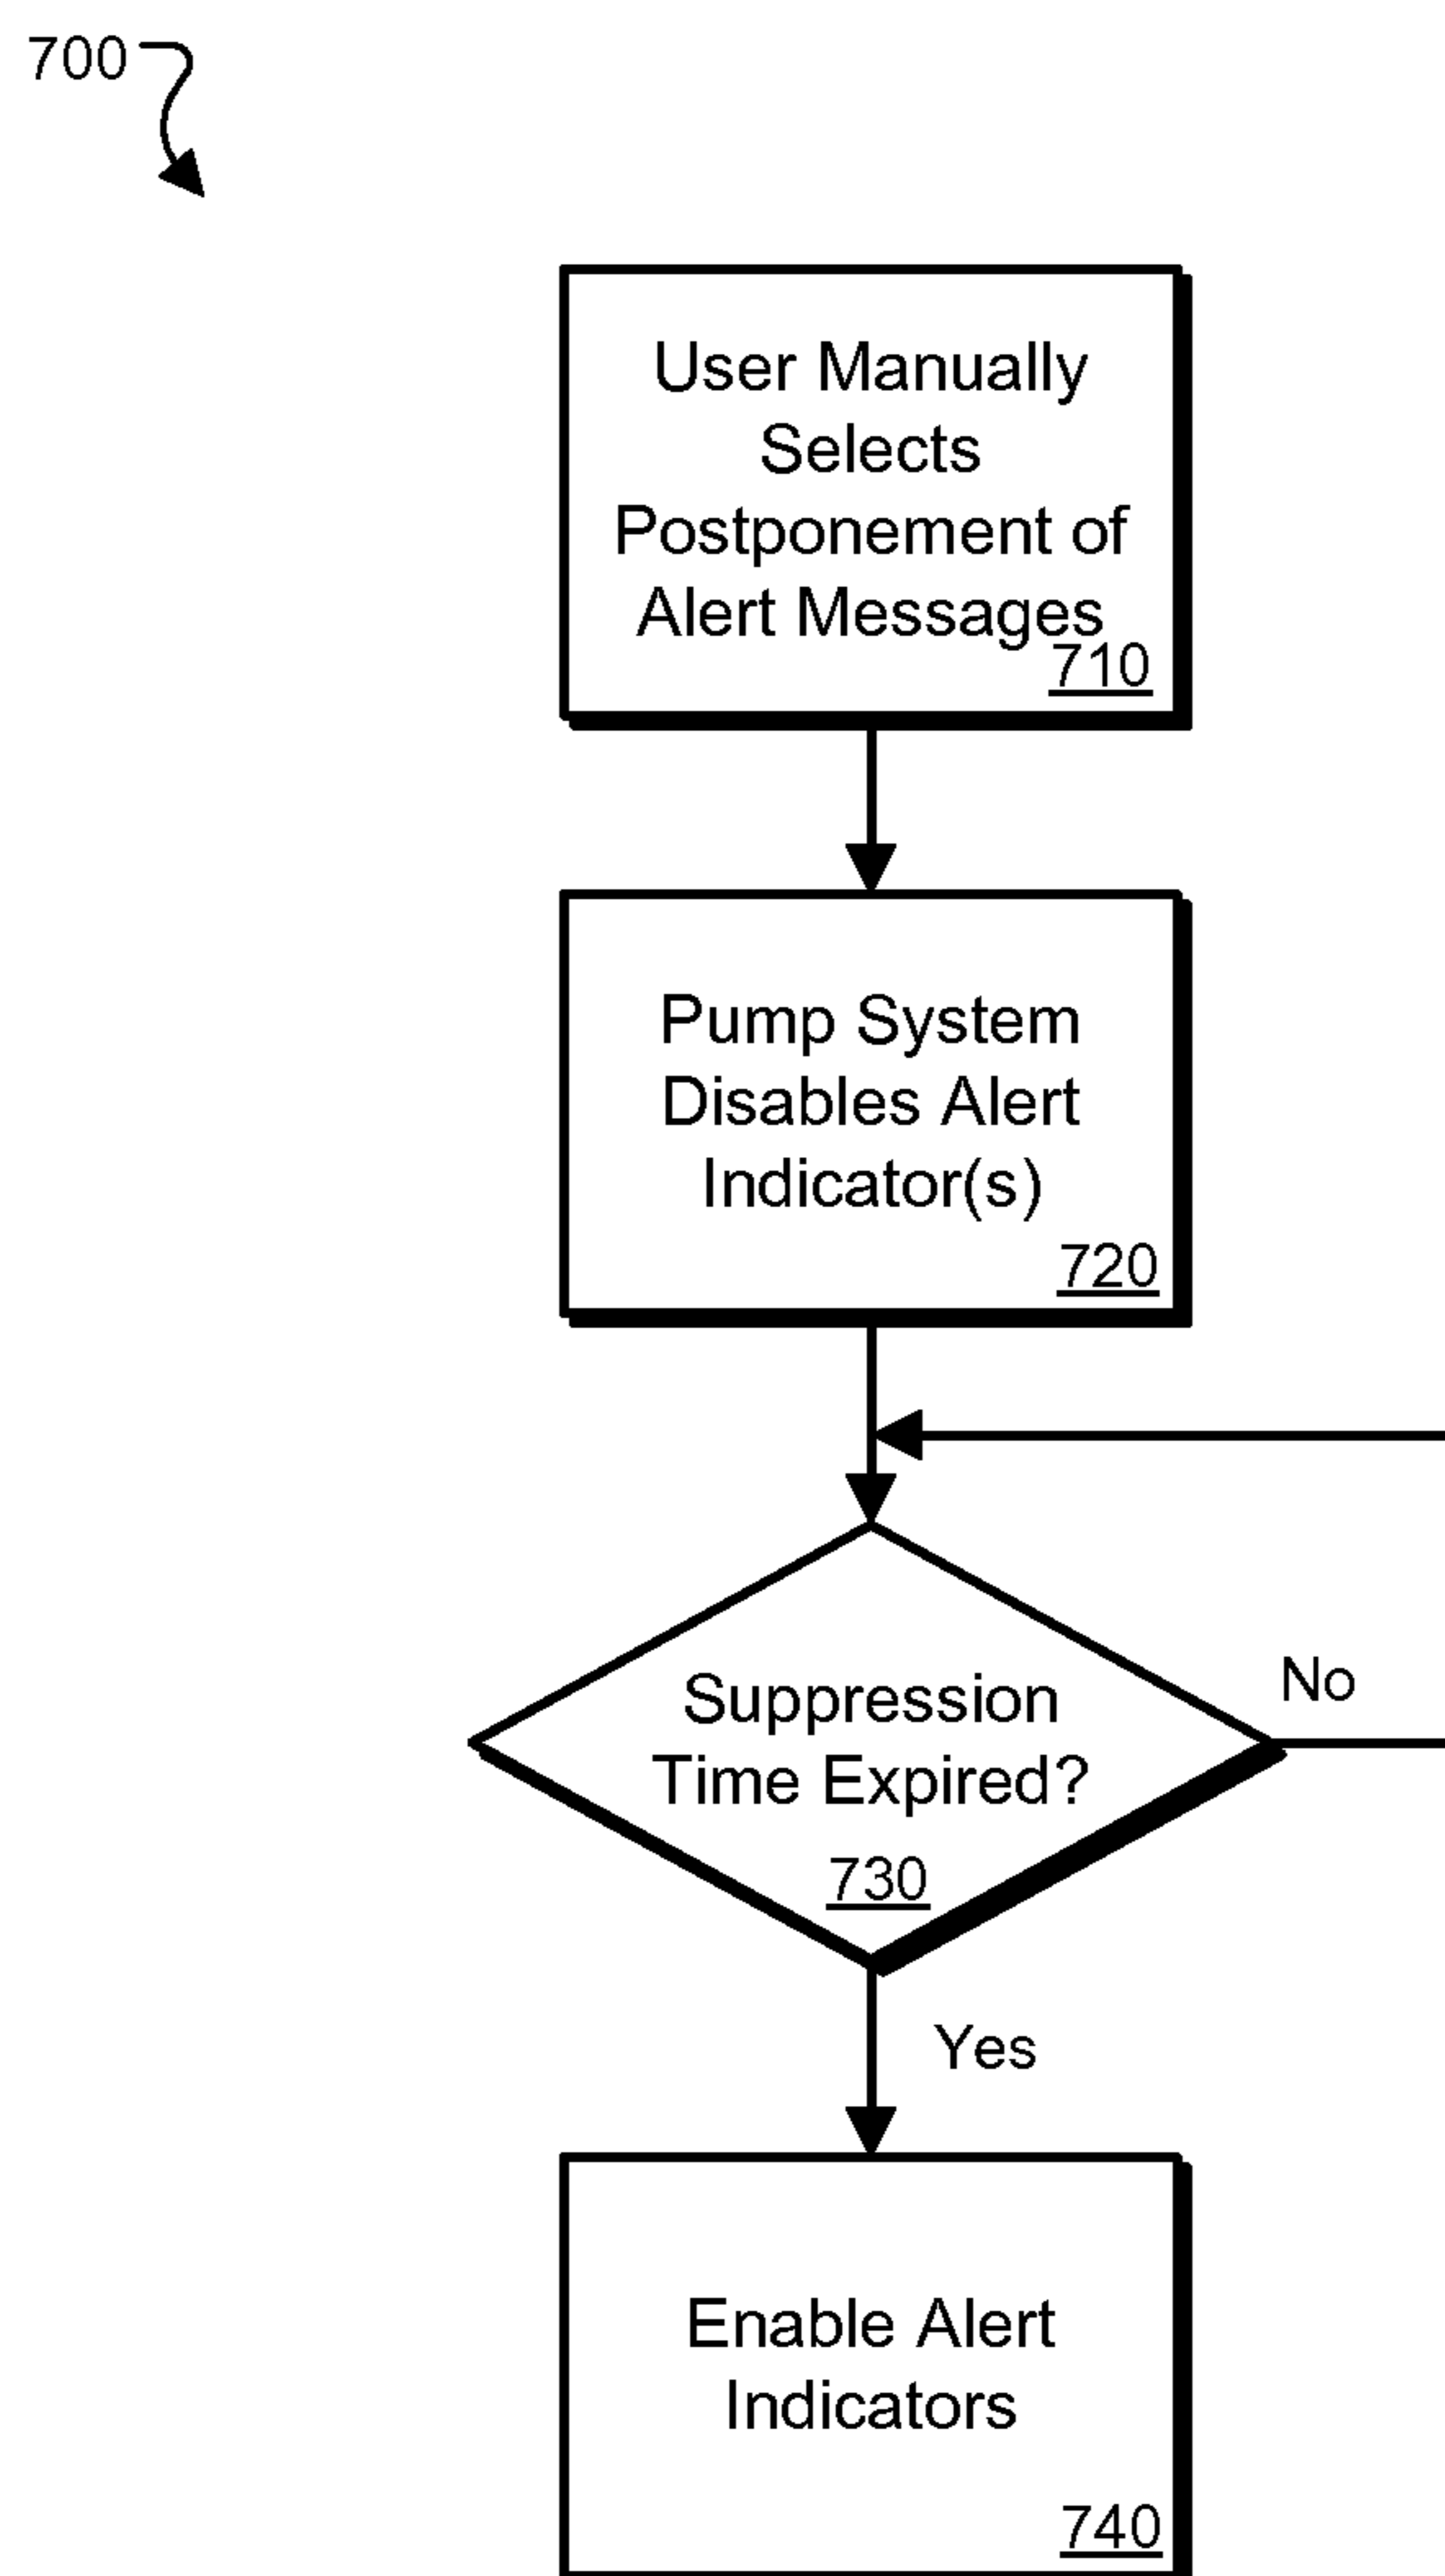 700
User Manually
Selects
Postponement of
Alert Messages
710
Pump System
Disables Alert
Indicator(s)
720
Suppression
Time Expired?
730
No
Yes
Enable Alert
Indicators
740